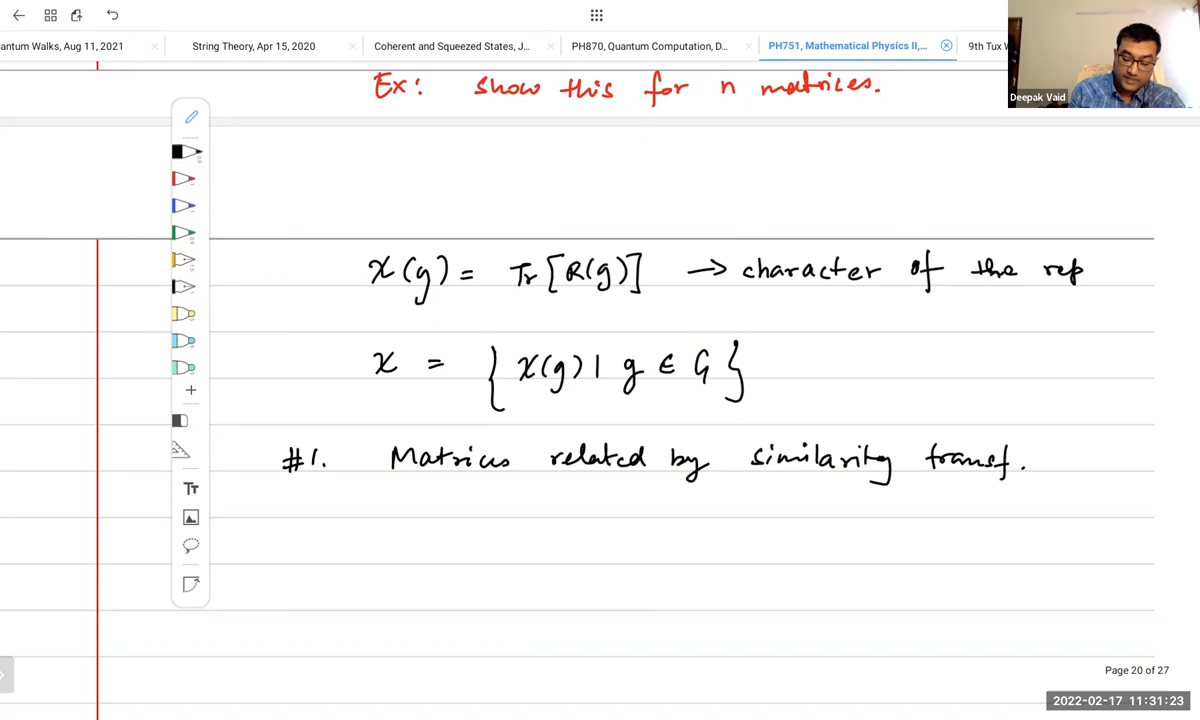 antum Walks, Aug 11, 2021 String Theory, Apr 15, 2020 Coherent and Squeezed States, J... PH870, Quantum Computation, D... PH751, Mathematical Physics II,... 9th Tux
Deepak Vaid
Ex: show this for n matrices.
χ(g) = Tr[R(g)] → character of the rep
χ = { χ(g) | g ∈ G }
#1. Matrices related by similarity transf.
TT
Page 20 of 27
2022-02-17 11:31:23